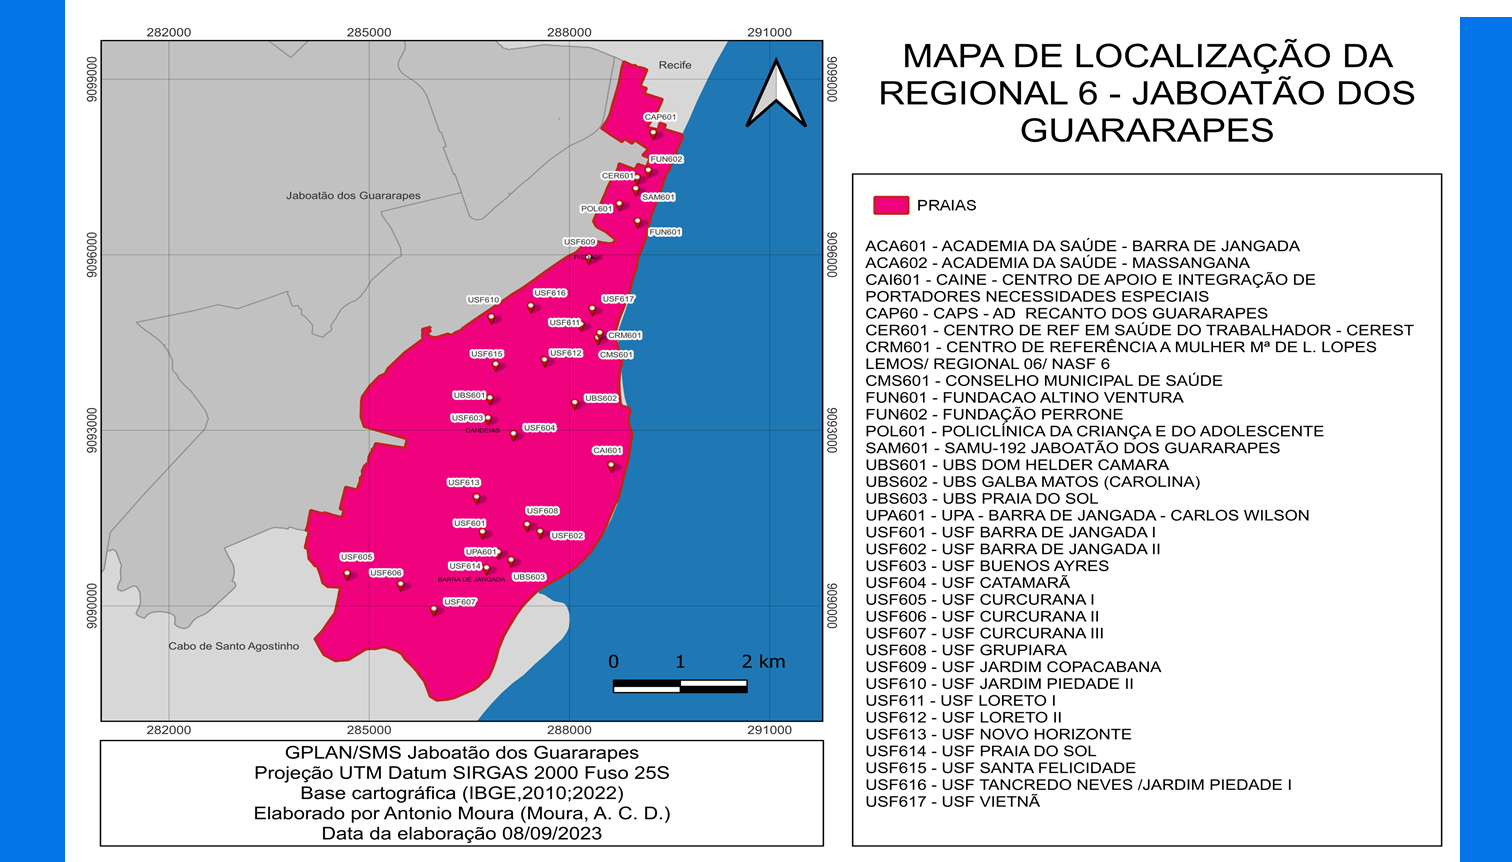 MAPA DE LOCALIZAÇÃO DA
REGIONAL 6 - JABOATÃO DOS
GUARARAPES
282000
285000
288000
291000
9099000
9099000
9096000
9096000
9093000
9093000
9090000
9090000
Recife
Jaboatão dos Guararapes
Cabo de Santo Agostinho
CAP601
FUN602
CER601
SAM601
POL601
FUN601
USF609
PIEDADE
USF616
USF610
USF617
USF611
CRM601
USF615
USF612
CMS601
UBS601
UBS602
USF603
CANDEIAS
USF604
CAI601
USF613
USF608
USF601
USF602
UPA601
USF605
USF614
USF606
BARRA DE JANGADA
UBS603
USF607
0 1 2 km
282000
285000
288000
291000
GPLAN/SMS Jaboatão dos Guararapes
Projeção UTM Datum SIRGAS 2000 Fuso 25S
Base cartográfica (IBGE,2010;2022)
Elaborado por Antonio Moura (Moura, A. C. D.)
Data da elaboração 08/09/2023
PRAIAS
ACA601 - ACADEMIA DA SAÚDE - BARRA DE JANGADA
ACA602 - ACADEMIA DA SAÚDE - MASSANGANA
CAI601 - CAINE - CENTRO DE APOIO E INTEGRAÇÃO DE
PORTADORES NECESSIDADES ESPECIAIS
CAP60 - CAPS - AD  RECANTO DOS GUARARAPES
CER601 - CENTRO DE REF EM SAÚDE DO TRABALHADOR - CEREST
CRM601 - CENTRO DE REFERÊNCIA A MULHER Mª DE L. LOPES
LEMOS/ REGIONAL 06/ NASF 6
CMS601 - CONSELHO MUNICIPAL DE SAÚDE
FUN601 - FUNDACAO ALTINO VENTURA
FUN602 - FUNDAÇÃO PERRONE
POL601 - POLICLÍNICA DA CRIANÇA E DO ADOLESCENTE
SAM601 - SAMU-192 JABOATÃO DOS GUARARAPES
UBS601 - UBS DOM HELDER CAMARA
UBS602 - UBS GALBA MATOS (CAROLINA)
UBS603 - UBS PRAIA DO SOL
UPA601 - UPA - BARRA DE JANGADA - CARLOS WILSON
USF601 - USF BARRA DE JANGADA I
USF602 - USF BARRA DE JANGADA II
USF603 - USF BUENOS AYRES
USF604 - USF CATAMARÃ
USF605 - USF CURCURANA I
USF606 - USF CURCURANA II
USF607 - USF CURCURANA III
USF608 - USF GRUPIARA
USF609 - USF JARDIM COPACABANA
USF610 - USF JARDIM PIEDADE II
USF611 - USF LORETO I
USF612 - USF LORETO II
USF613 - USF NOVO HORIZONTE
USF614 - USF PRAIA DO SOL
USF615 - USF SANTA FELICIDADE
USF616 - USF TANCREDO NEVES /JARDIM PIEDADE I
USF617 - USF VIETNÃ